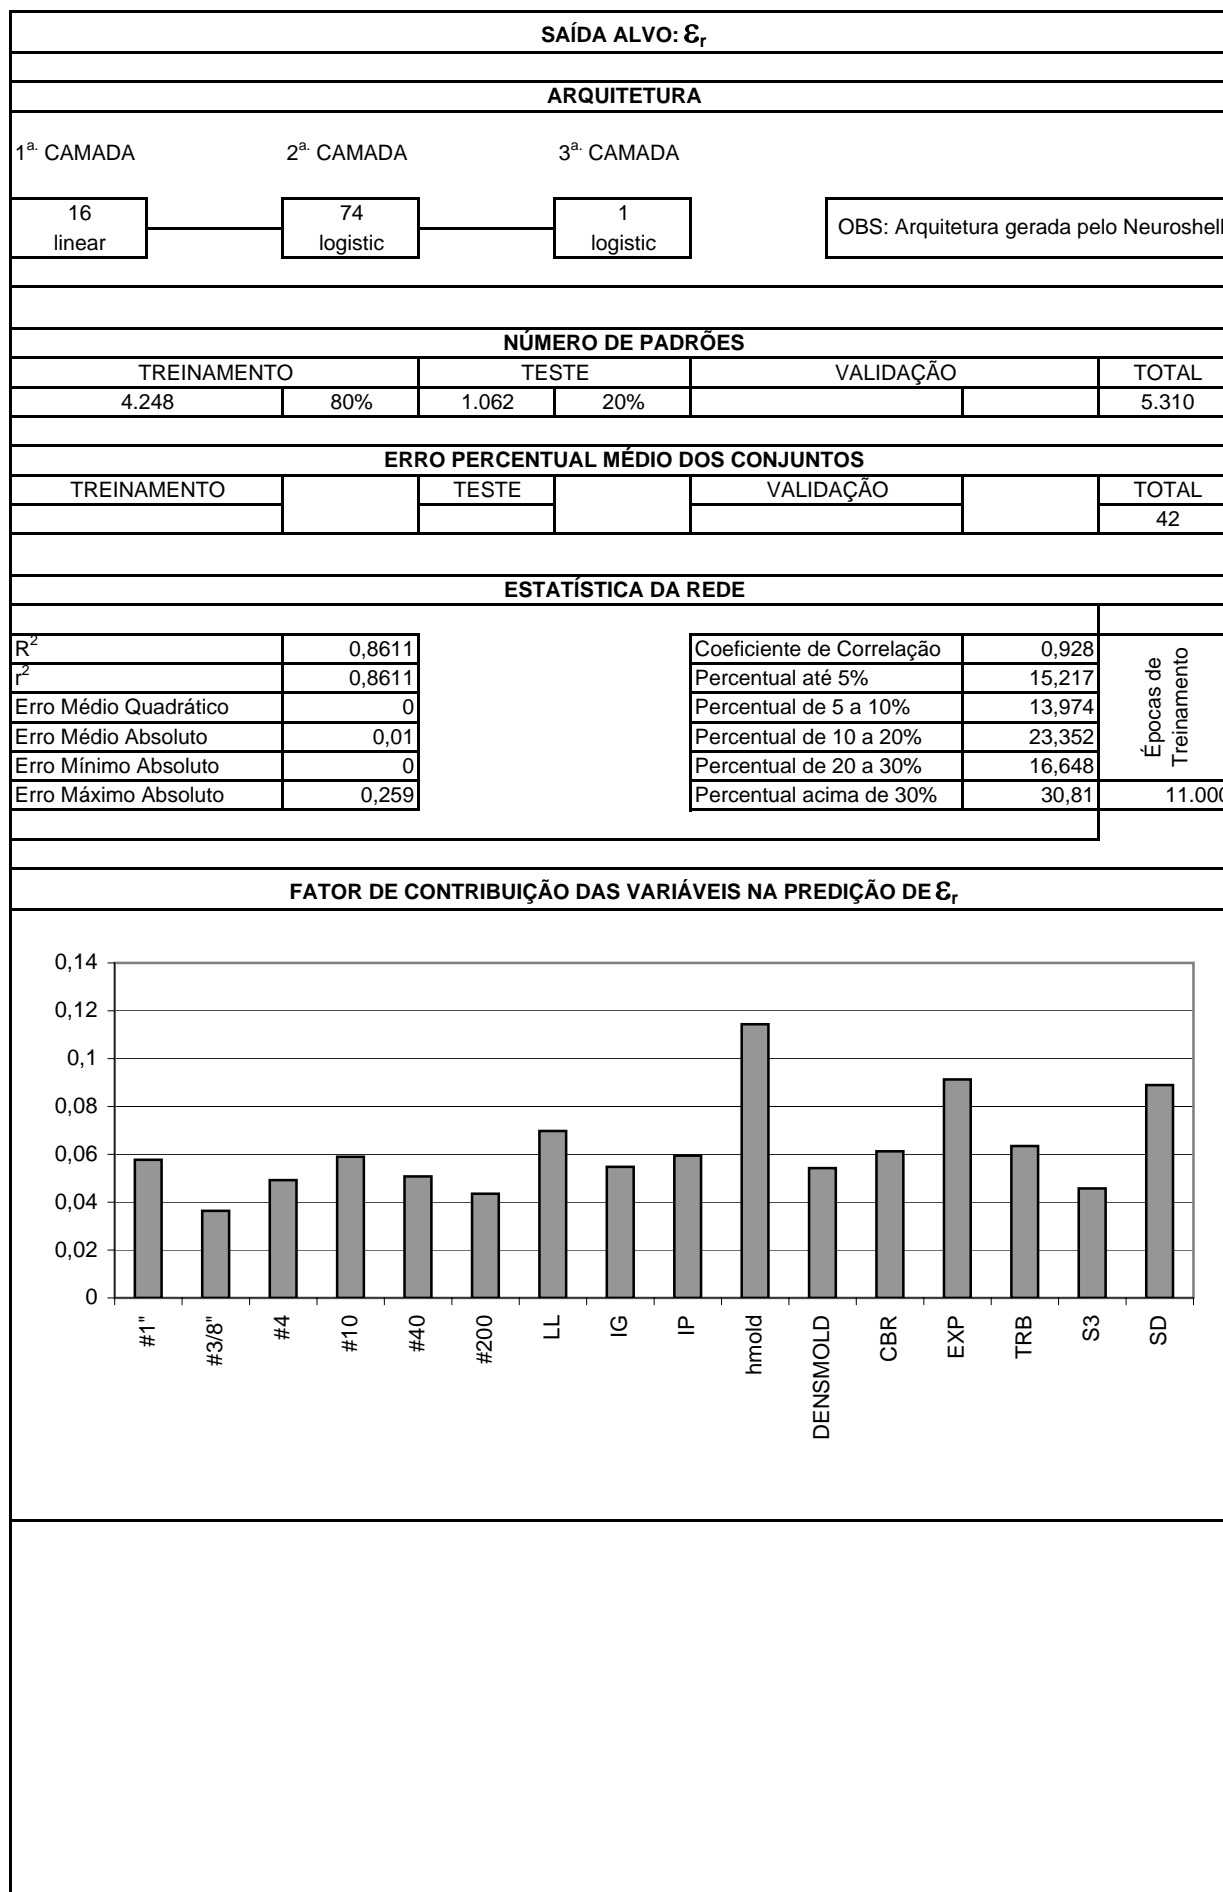 SAÍDA ALVO: εr
ARQUITETURA
1ª. CAMADA 2ª. CAMADA 3ª. CAMADA
16 74 1
linear logistic logistic
OBS: Arquitetura gerada pelo Neuroshell
NÚMERO DE PADRÕES
TREINAMENTO TESTE VALIDAÇÃO TOTAL
4.248 80% 1.062 20% 5.310
ERRO PERCENTUAL MÉDIO DOS CONJUNTOS
TREINAMENTO TESTE VALIDAÇÃO TOTAL
42
ESTATÍSTICA DA REDE
R² 0,8611 Coeficiente de Correlação 0,928
r² 0,8611 Percentual até 5% 15,217
Erro Médio Quadrático 0 Percentual de 5 a 10% 13,974
Erro Médio Absoluto 0,01 Percentual de 10 a 20% 23,352
Erro Mínimo Absoluto 0 Percentual de 20 a 30% 16,648
Erro Máximo Absoluto 0,259 Percentual acima de 30% 30,81 11.000
Épocas de
Treinamento
FATOR DE CONTRIBUIÇÃO DAS VARIÁVEIS NA PREDIÇÃO DE εr
0,14
0,12
0,1
0,08
0,06
0,04
0,02
0
#1" #3/8" #4 #10 #40 #200 LL IG IP hmold DENSMOLD CBR EXP TRB S3 SD